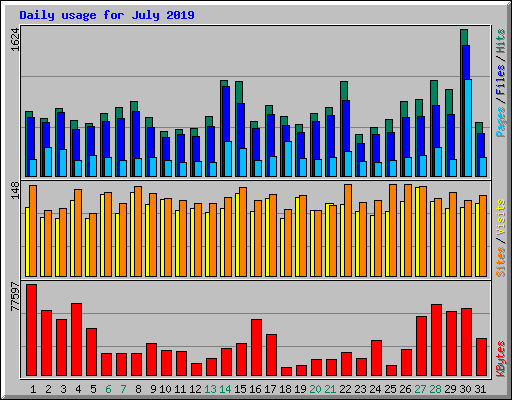 Daily usage for July 2019
1624
Pages / Files / Hits
148
Sites / Visits
77597
KBytes
1 2 3 4 5 6 7 8 9 10 11 12 13 14 15 16 17 18 19 20 21 22 23 24 25 26 27 28 29 30 31